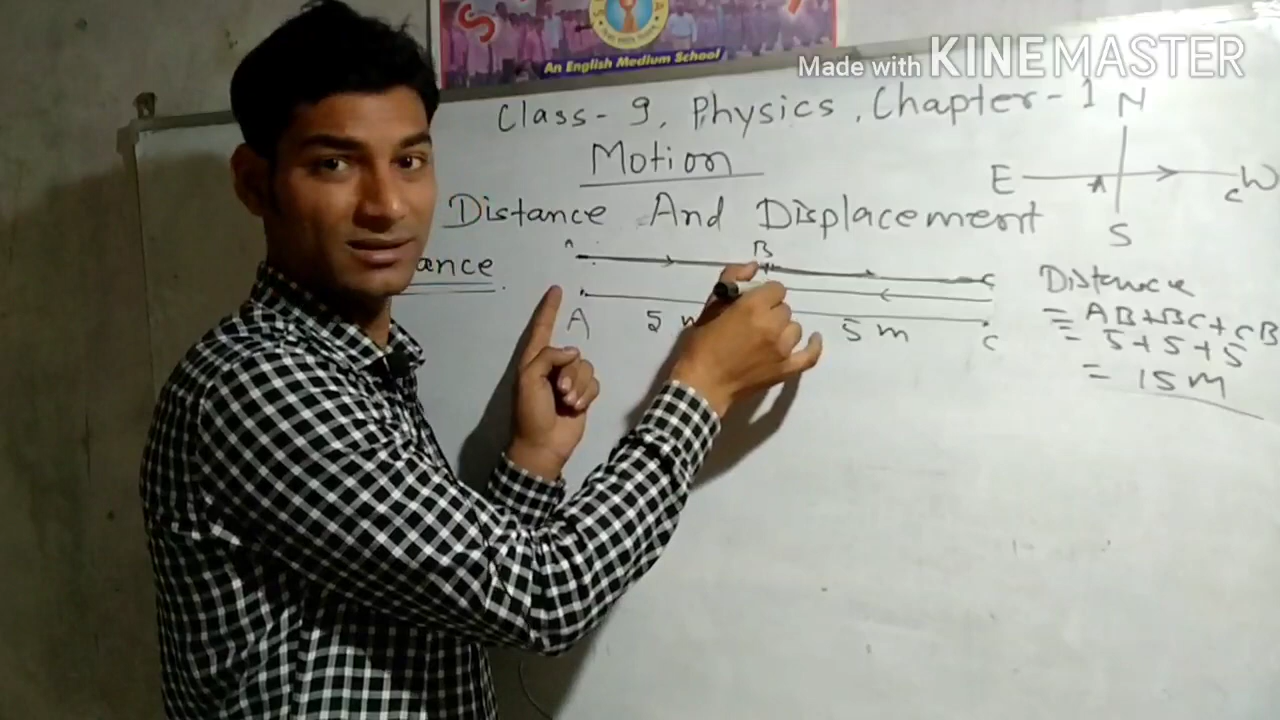 An English Medium School
Made with KINEMASTER
Class - 9, Physics, Chapter - 1
Motion
Distance And Displacement
ance
N
E W
A C
S
A B C
A 5 m 5 m C
Distance
= AB+BC+CB
= 5+5+5
= 15m